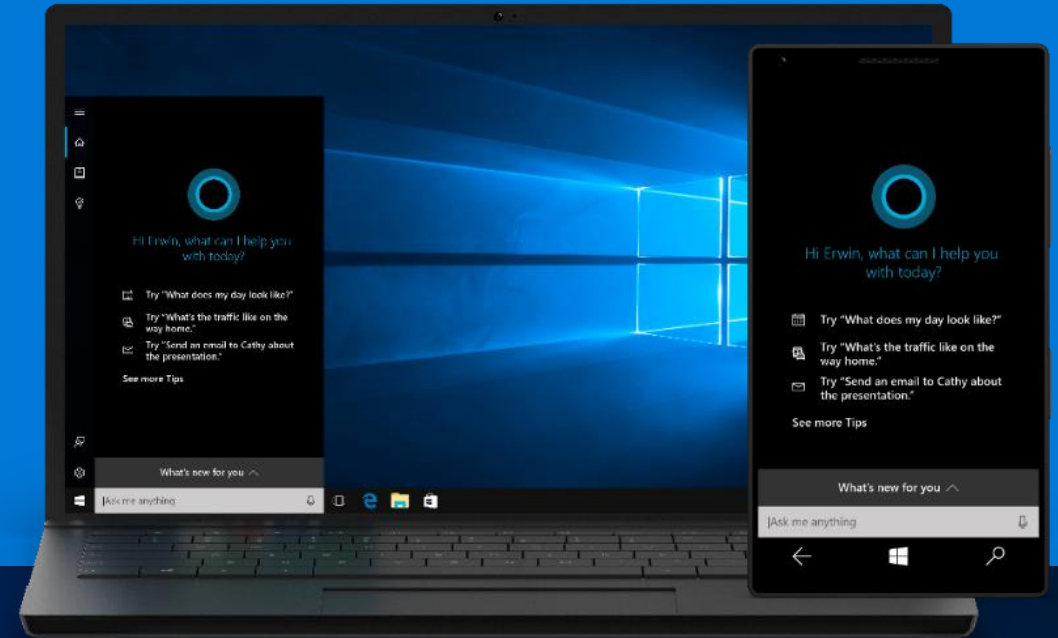 Hi Erwin, what can I help you
with today?
Try "What does my day look like?"
Try "What's the traffic like on the
way home."
Try "Send an email to Cathy about
the presentation."
See more Tips
What's new for you
Ask me anything
Hi Erwin, what can I help you
with today?
Try "What does my day look like?"
Try "What's the traffic like on the
way home."
Try "Send an email to Cathy about
the presentation."
See more Tips
What's new for you
Ask me anything